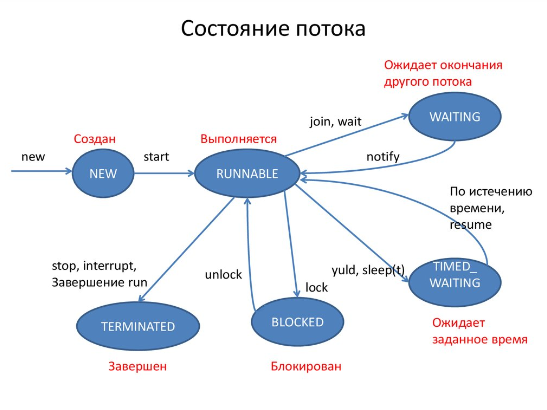 Состояние потока
Ожидает окончания
другого потока
join, wait
WAITING
Создан
Выполняется
new
start
notify
NEW
RUNNABLE
По истечению
времени,
resume
stop, interrupt,
Завершение run
unlock
yuld, sleep(t)
TIMED_
WAITING
lock
TERMINATED
BLOCKED
Ожидает
заданное время
Завершен
Блокирован